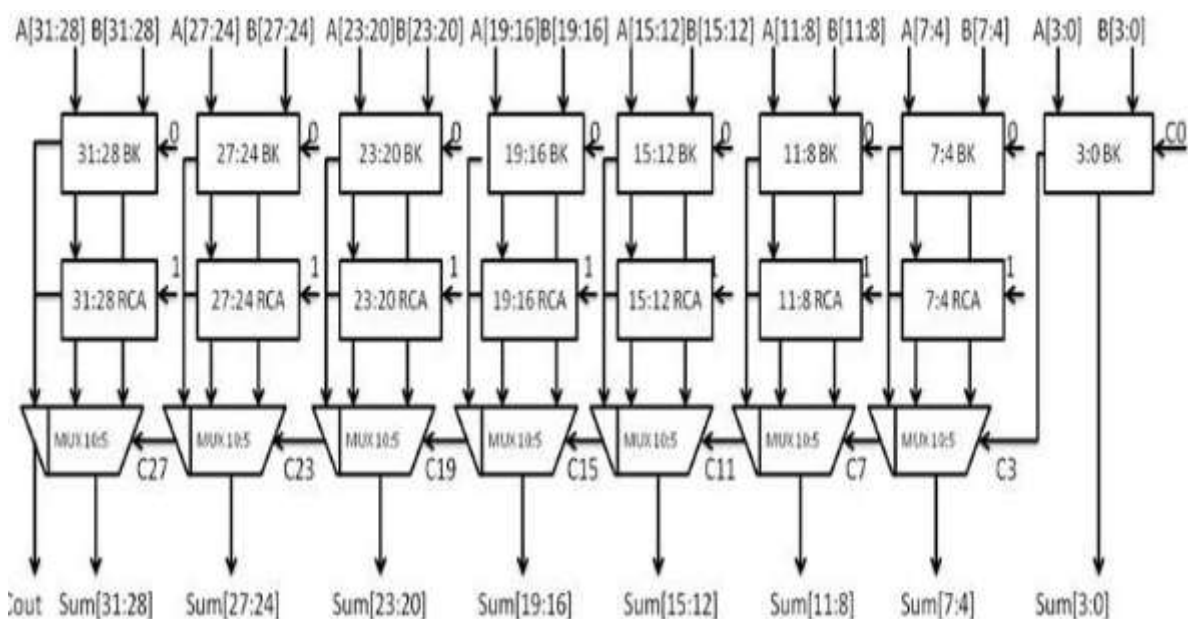 A[31:28] B[31:28] A[27:24] B[27:24] A[23:20] B[23:20] A[19:16] B[19:16] A[15:12] B[15:12] A[11:8] B[11:8] A[7:4] B[7:4] A[3:0] B[3:0]
0 0 0 0 0 0 0 C0
31:28 BK 27:24 BK 23:20 BK 19:16 BK 15:12 BK 11:8 BK 7:4 BK 3:0 BK
1 1 1 1 1 1 1
31:28 RCA 27:24 RCA 23:20 RCA 19:16 RCA 15:12 RCA 11:8 RCA 7:4 RCA
MUX 10:5 MUX 10:5 MUX 10:5 MUX 10:5 MUX 10:5 MUX 10:5 MUX 10:5
C27 C23 C19 C15 C11 C7 C3
Cout Sum[31:28] Sum[27:24] Sum[23:20] Sum[19:16] Sum[15:12] Sum[11:8] Sum[7:4] Sum[3:0]